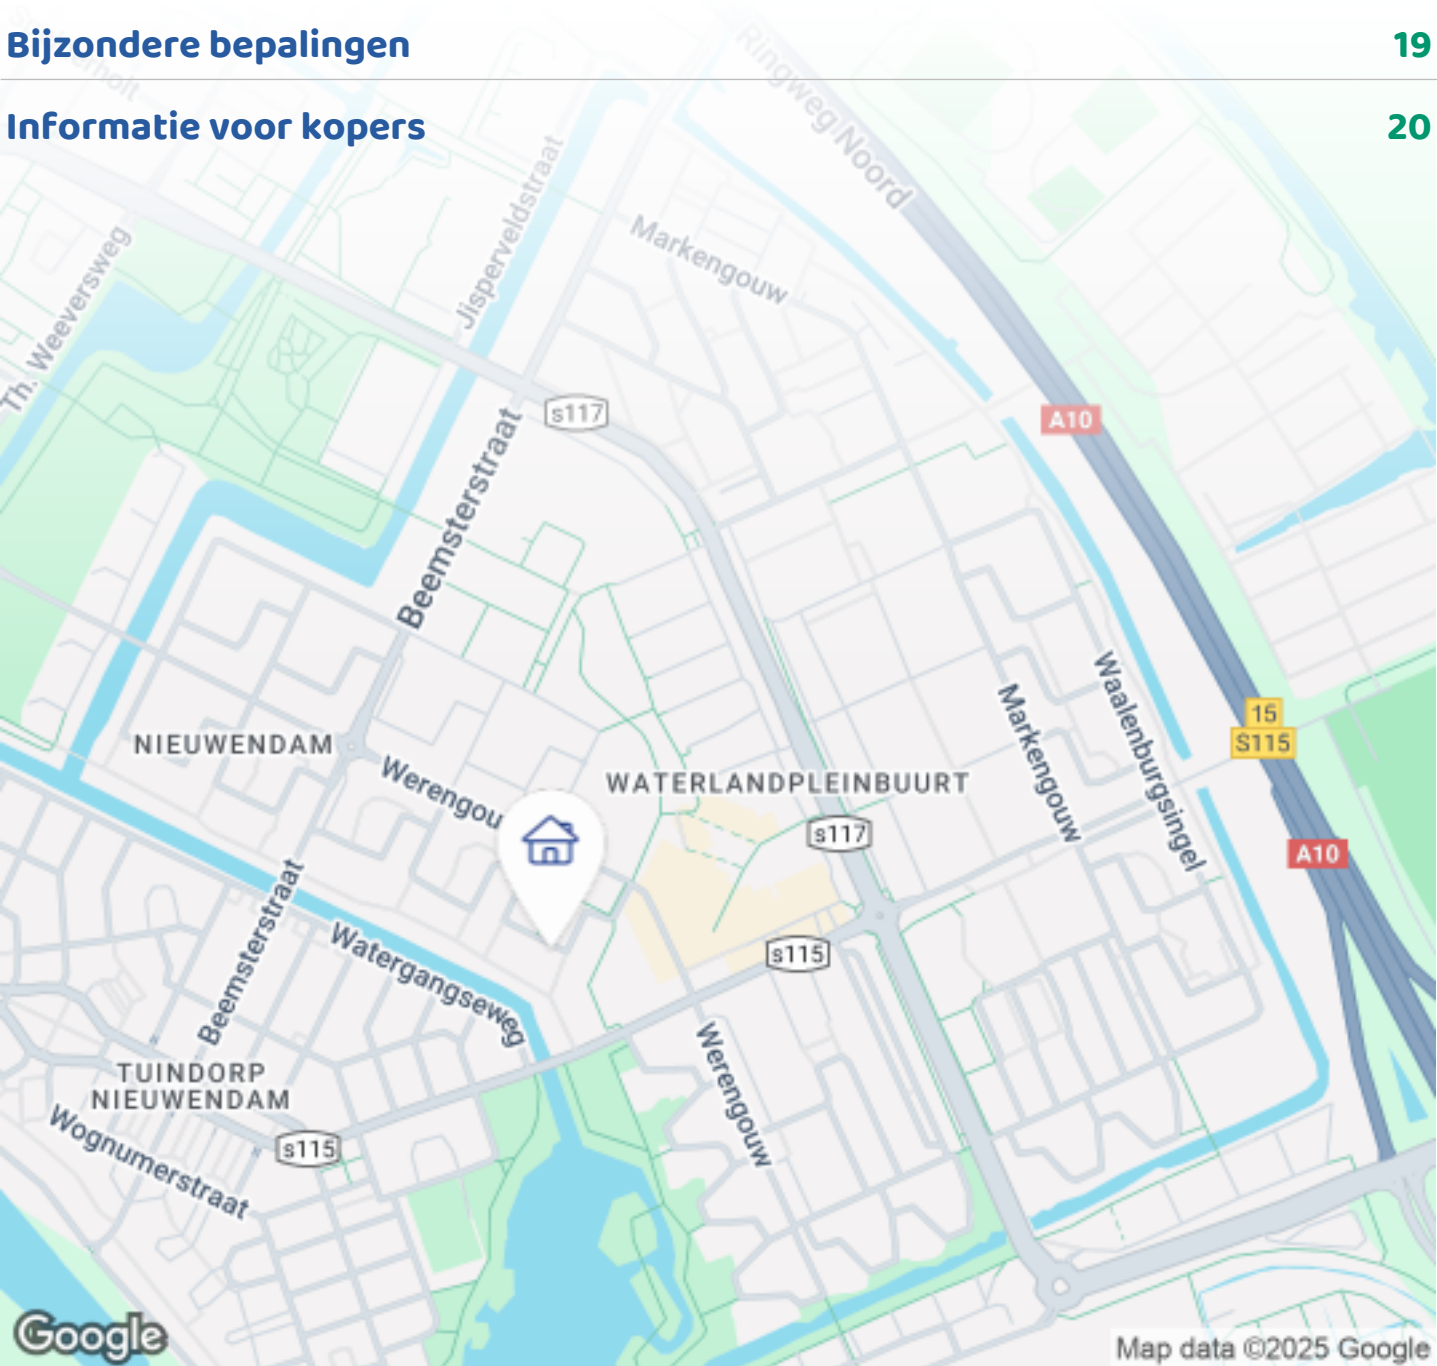 Bijzondere bepalingen 19
Informatie voor kopers 20
Ringweg Noord
Jisperveldstraat
Markengouw
Th. Weeversweg
s117
A10
Beemsterstraat
Waalenburgsingel
Markengouw
15
S115
NIEUWENDAM
Werengou
WATERLANDPLEINBUURT
s117
A10
Beemsterstraat
Watergangseweg
s115
Werengouw
TUINDORP
NIEUWENDAM
Wognumerstraat
s115
Google
Map data ©2025 Google